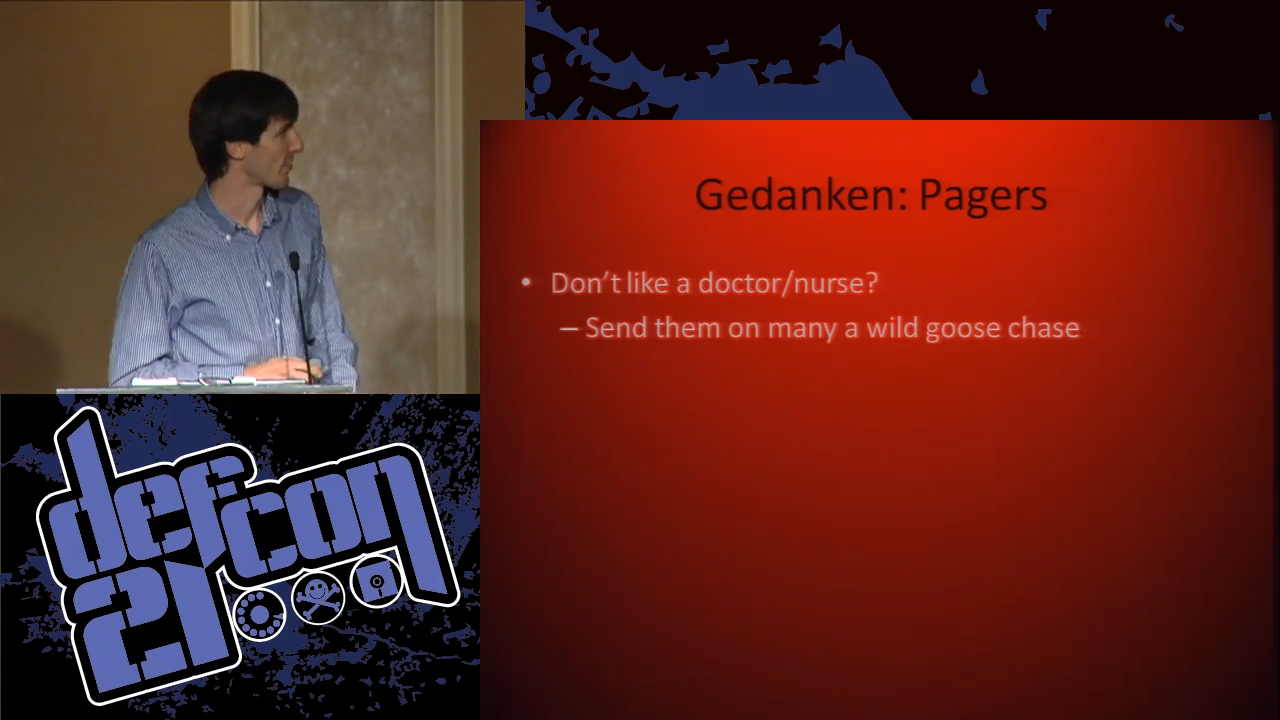 Gedanken: Pagers
• Don't like a doctor/nurse?
– Send them on many a wild goose chase
defcon
21